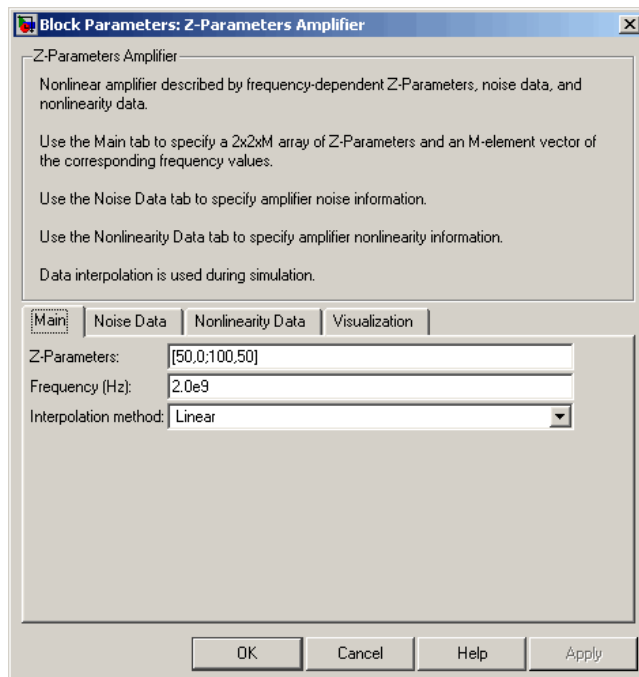 Block Parameters: Z-Parameters Amplifier
Z-Parameters Amplifier
Nonlinear amplifier described by frequency-dependent Z-Parameters, noise data, and
nonlinearity data.
Use the Main tab to specify a 2x2xM array of Z-Parameters and an M-element vector of
the corresponding frequency values.
Use the Noise Data tab to specify amplifier noise information.
Use the Nonlinearity Data tab to specify amplifier nonlinearity information.
Data interpolation is used during simulation.
Main Noise Data Nonlinearity Data Visualization
Z-Parameters: [50,0;100,50]
Frequency (Hz): 2.0e9
Interpolation method: Linear
OK Cancel Help Apply